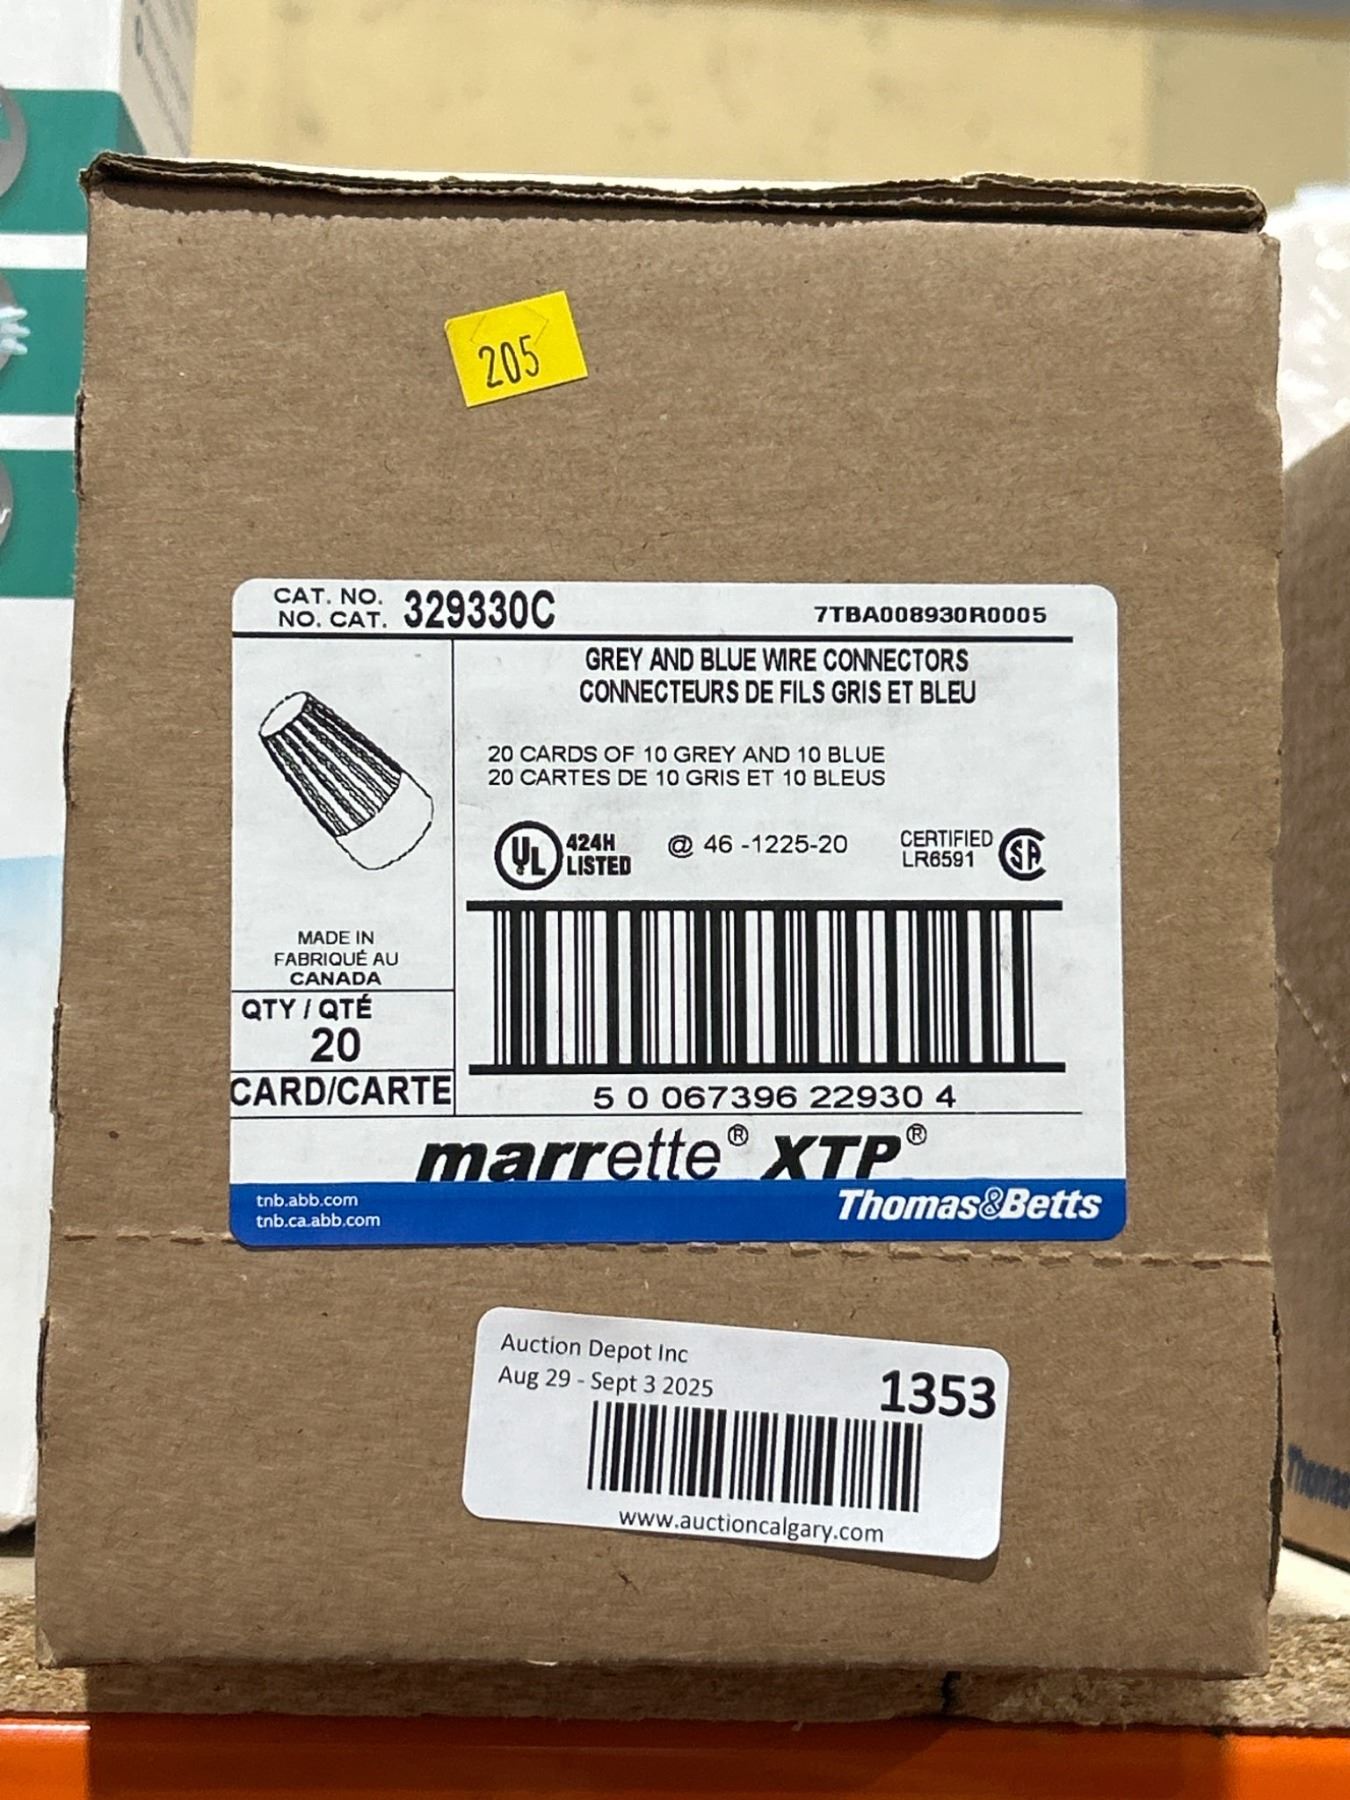 205
CAT. NO.
NO. CAT. 329330C
7TBA008930R0005
GREY AND BLUE WIRE CONNECTORS
CONNECTEURS DE FILS GRIS ET BLEU
20 CARDS OF 10 GREY AND 10 BLUE
20 CARTES DE 10 GRIS ET 10 BLEUS
UL 424H
LISTED
@ 46 -1225-20
CERTIFIED
LR6591
SA
MADE IN
FABRIQUÉ AU
CANADA
QTY / QTÉ
20
CARD/CARTE
5 0 067396 22930 4
marrette® XTP®
tnb.abb.com
tnb.ca.abb.com
Thomas&Betts
Auction Depot Inc
Aug 29 - Sept 3 2025
1353
www.auctioncalgary.com
Thomas